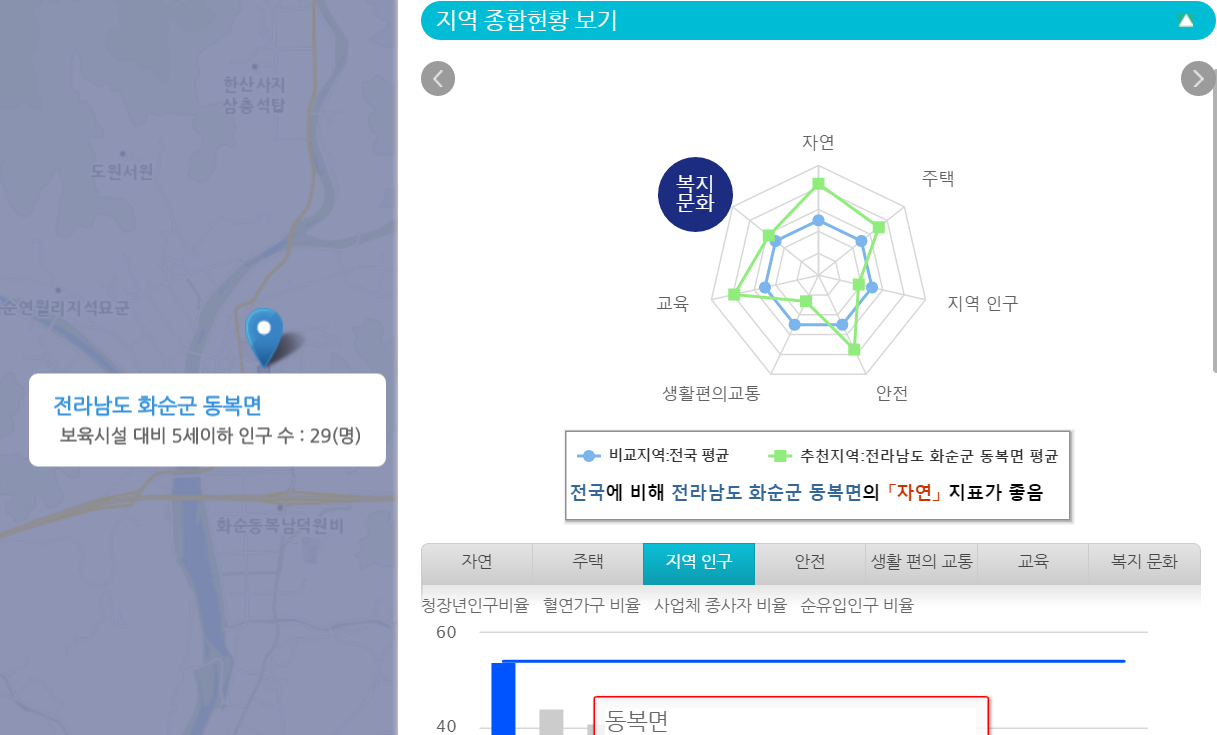 지역 종합현황 보기
한산사지
삼층석탑
도원서원
순연월리지석묘군
전라남도 화순군 동복면
보육시설 대비 5세이하 인구 수 : 29(명)
화순동복남덕원비
자연
복지
문화
주택
교육
지역 인구
생활편의교통
안전
비교지역:전국 평균
추천지역:전라남도 화순군 동복면 평균
전국에 비해 전라남도 화순군 동복면의 「자연」 지표가 좋음
자연 주택 지역 인구 안전 생활 편의 교통 교육 복지 문화
청장년인구비율 혈연가구 비율 사업체 종사자 비율 순유입인구 비율
60
동복면
40